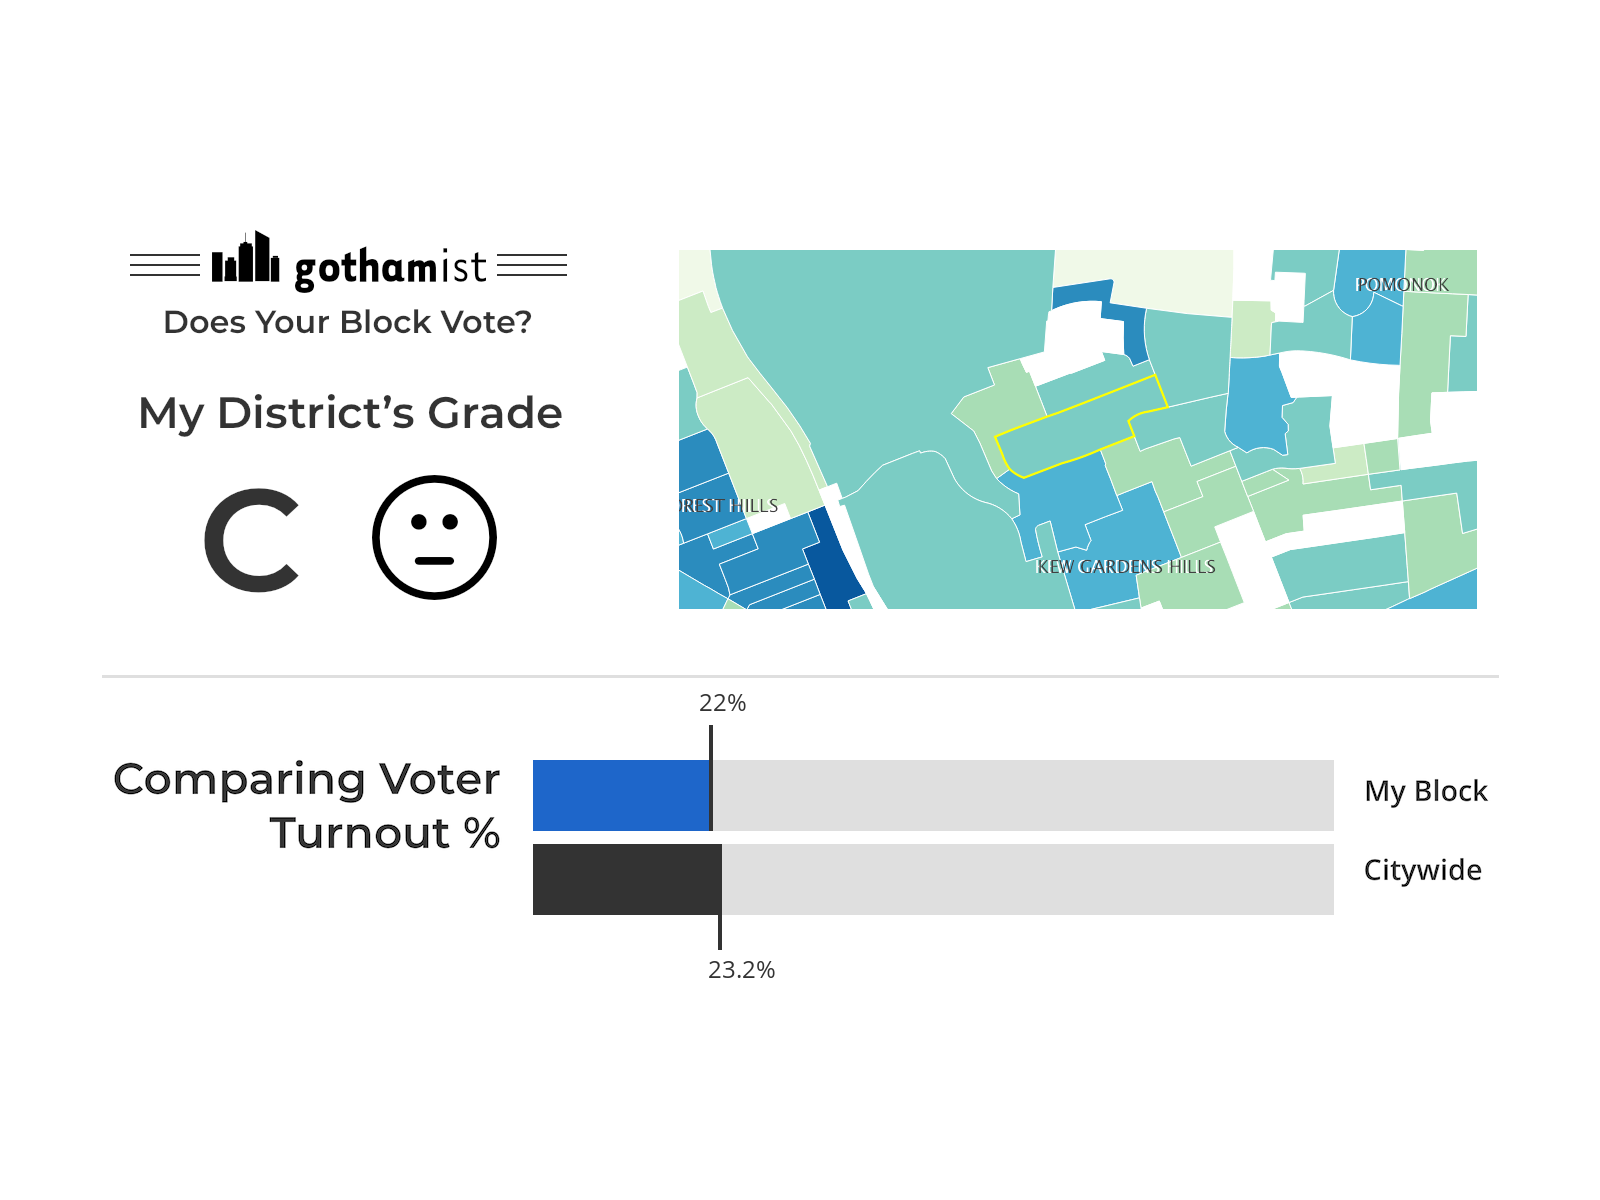 gothamist
Does Your Block Vote?
My District’s Grade
C
POMONOK
REST HILLS
KEW GARDENS HILLS
22%
Comparing Voter
Turnout %
My Block
Citywide
23.2%